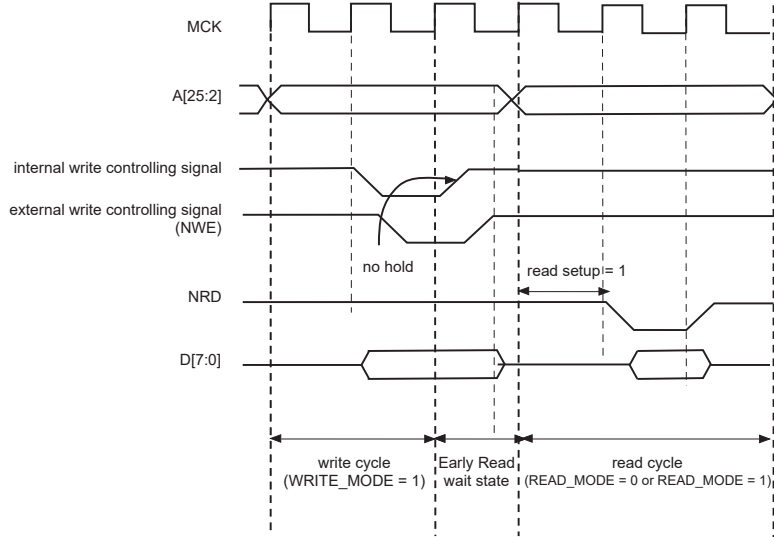 MCK
A[25:2]
internal write controlling signal
external write controlling signal
(NWE)
no hold
read setup = 1
NRD
D[7:0]
write cycle
(WRITE_MODE = 1)
Early Read
wait state
read cycle
(READ_MODE = 0 or READ_MODE = 1)